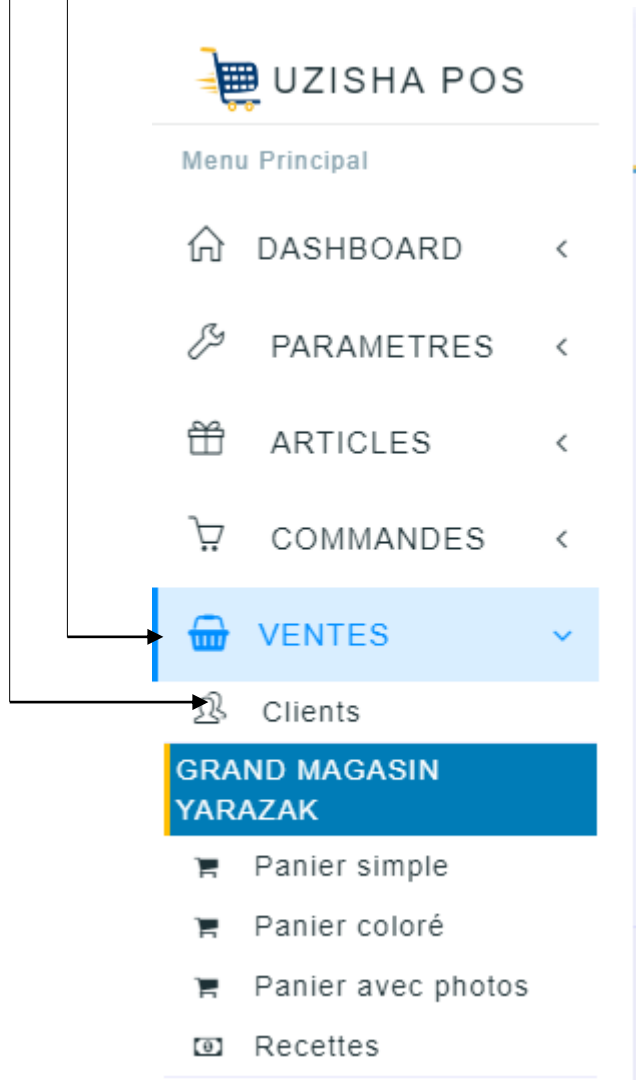 UZISHA POS
Menu Principal
DASHBOARD
PARAMETRES
ARTICLES
COMMANDES
VENTES
Clients
GRAND MAGASIN
YARAZAK
Panier simple
Panier coloré
Panier avec photos
Recettes